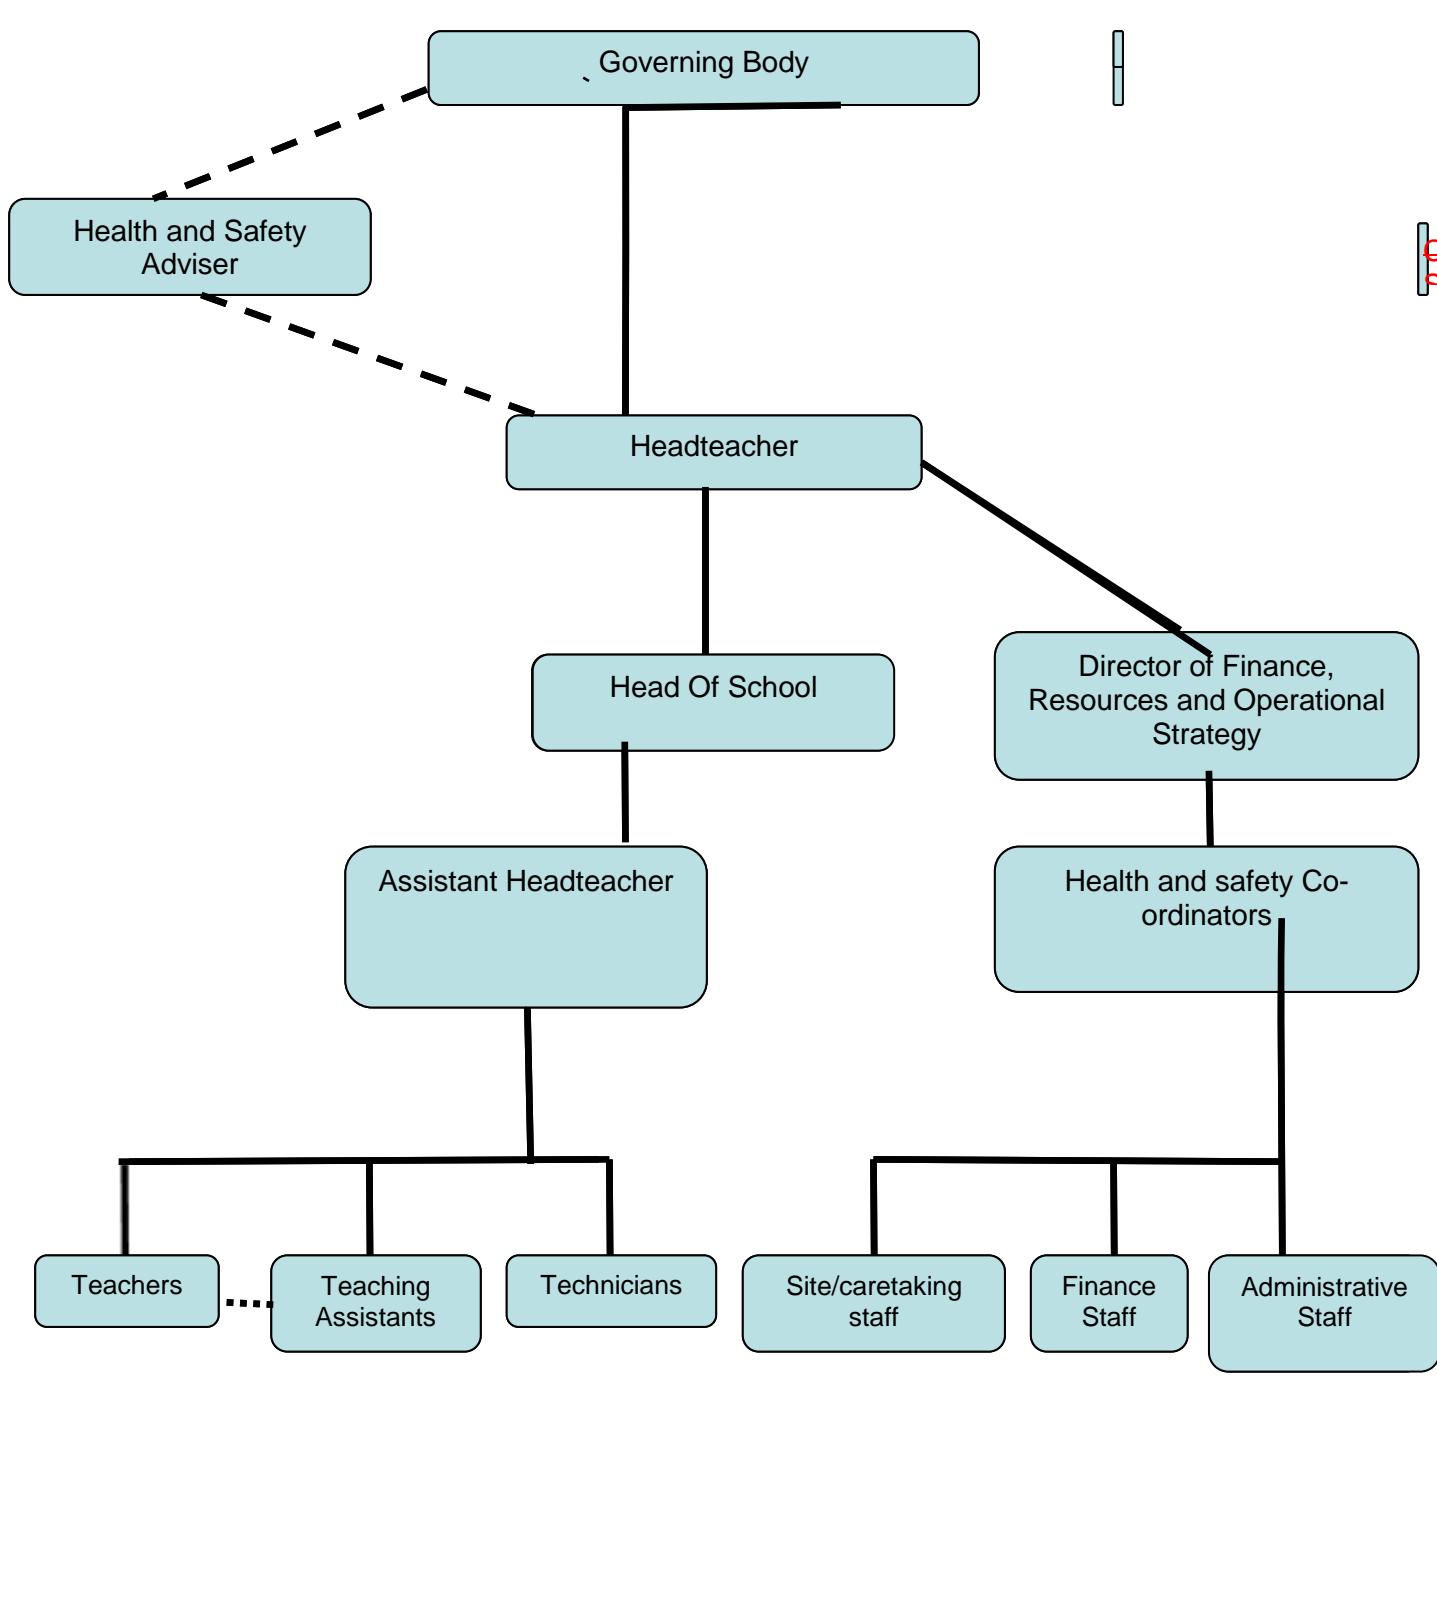 Governing Body
Health and Safety
Adviser
Headteacher
Head Of School
Director of Finance,
Resources and Operational
Strategy
Assistant Headteacher
Health and safety Co-
ordinators
Teachers
Teaching
Assistants
Technicians
Site/caretaking
staff
Finance
Staff
Administrative
Staff